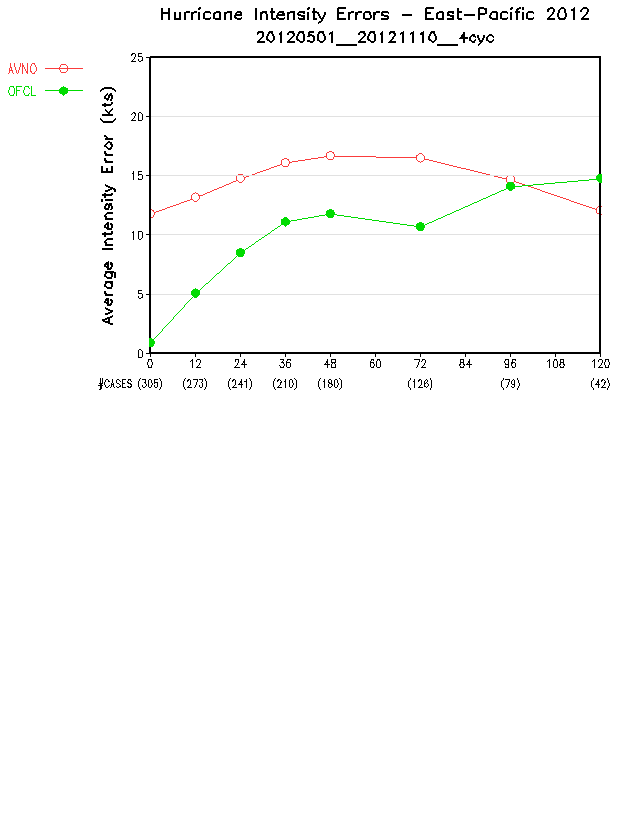 Hurricane Intensity Errors - East-Pacific 2012
20120501__20121110__4cyc
AVNO
OFCL
Average Intensity Error (kts)
25
20
15
10
5
0
0 12 24 36 48 60 72 84 96 108 120
#CASES (305) (273) (241) (210) (180) (126) (79) (42)